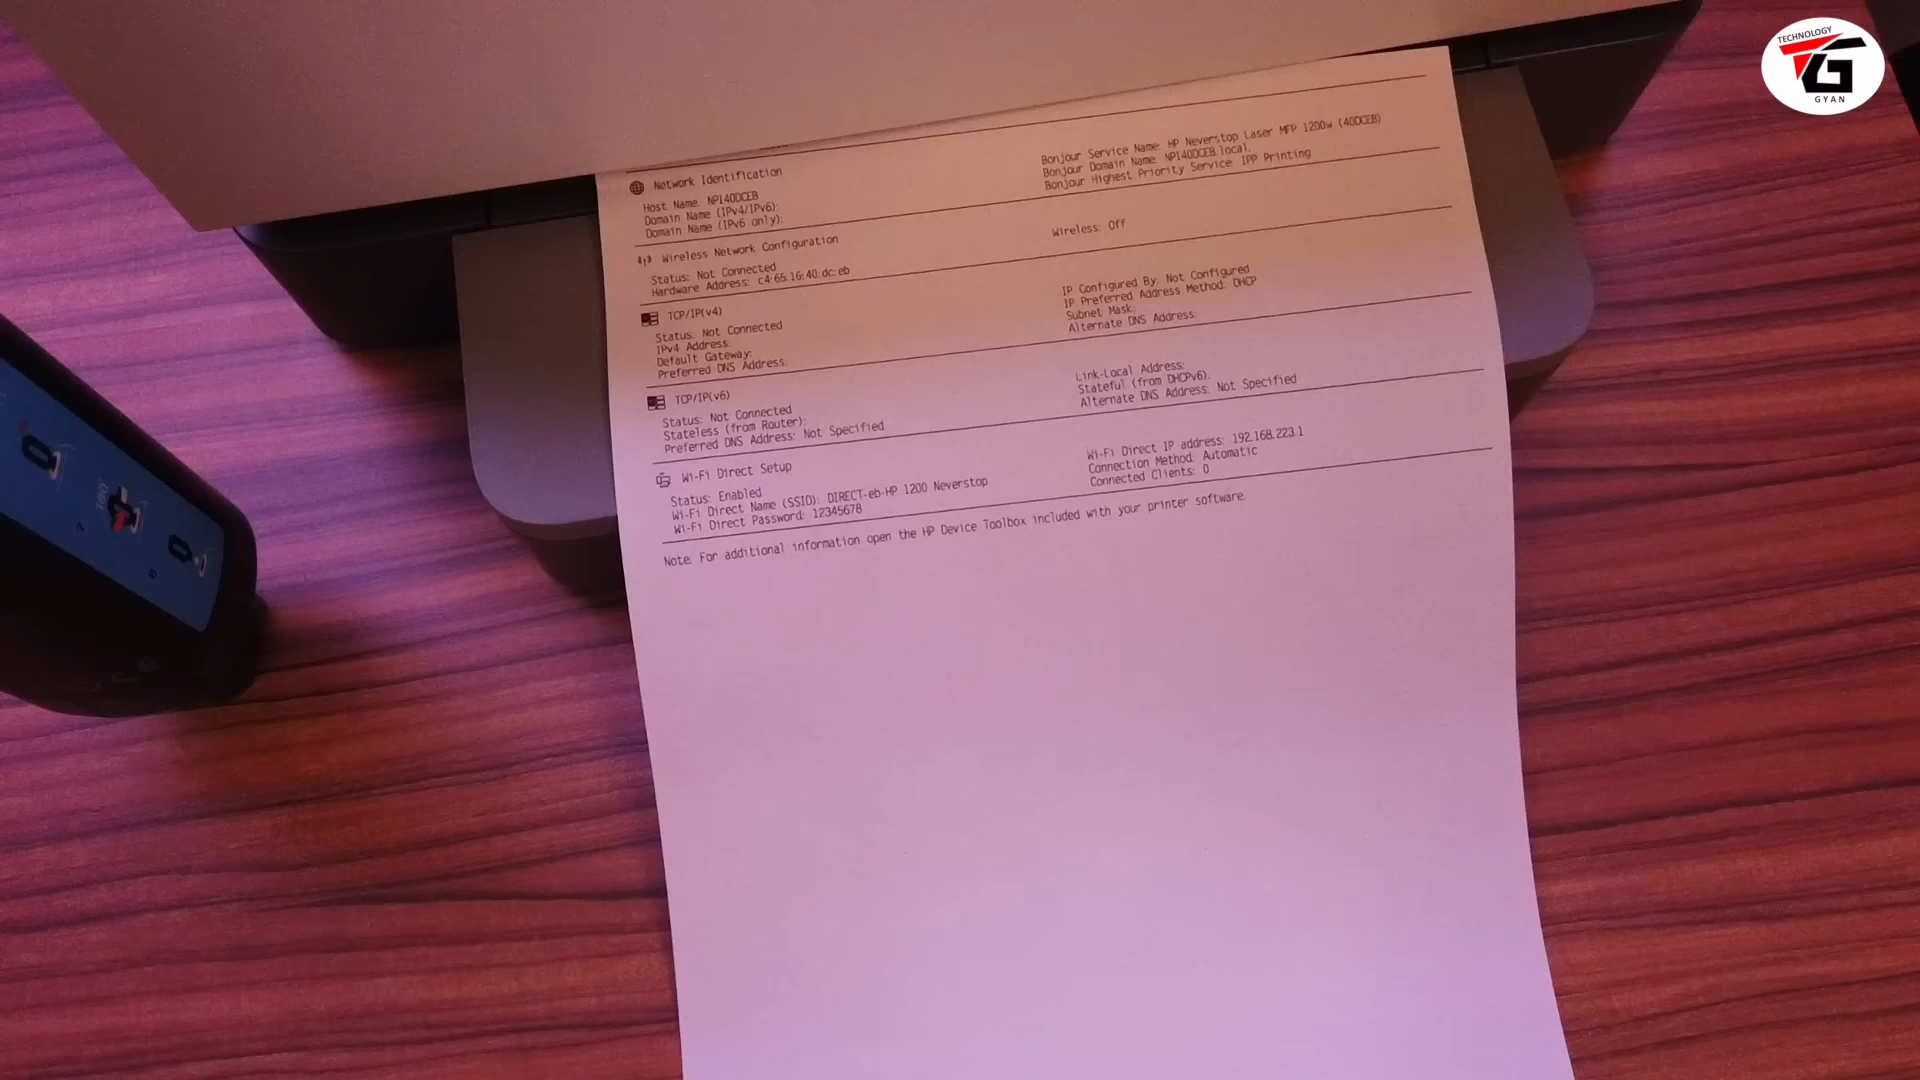 TECHNOLOGY
TG
GYAN
Network Identification
Host Name: NPI40DCEB
Domain Name (IPv4/IPv6):
Domain Name (IPv6 only):
Bonjour Service Name: HP Neverstop Laser MFP 1200w (40DCEB)
Bonjour Domain Name: NPI40DCEB.local.
Bonjour Highest Priority Service: IPP Printing
Wireless Network Configuration
Status: Not Connected
Hardware Address: c4:65:16:40:dc:eb
Wireless: Off
TCP/IP(v4)
Status: Not Connected
IPv4 Address:
Default Gateway:
Preferred DNS Address:
IP Configured By: Not Configured
IP Preferred Address Method: DHCP
Subnet Mask:
Alternate DNS Address:
TCP/IP(v6)
Status: Not Connected
Stateless (from Router):
Preferred DNS Address: Not Specified
Link-Local Address:
Stateful (from DHCPv6):
Alternate DNS Address: Not Specified
Wi-Fi Direct Setup
Status: Enabled
Wi-Fi Direct Name (SSID): DIRECT-eb-HP 1200 Neverstop
Wi-Fi Direct Password: 12345678
Wi-Fi Direct IP address: 192.168.223.1
Connection Method: Automatic
Connected Clients: 0
Note: For additional information open the HP Device Toolbox included with your printer software.
180°